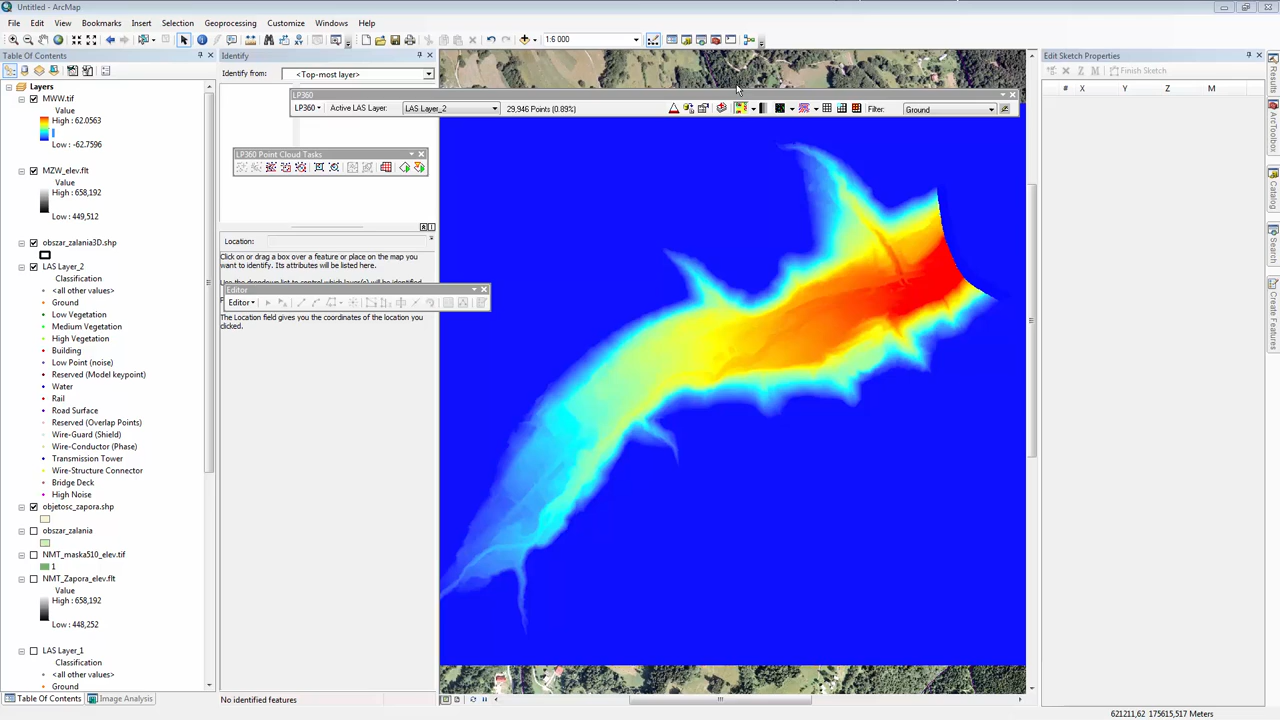 Untitled - ArcMap
File Edit View Bookmarks Insert Selection Geoprocessing Customize Windows Help
1:6 000
Table Of Contents
Layers
MWW.tif
Value
High : 62.0563
Low : -62.7596
MZW_elev.flt
Value
High : 658,192
Low : 449,512
obszar_zalania3D.shp
LAS Layer_2
Classification
<all other values>
Ground
Low Vegetation
Medium Vegetation
High Vegetation
Building
Low Point (noise)
Reserved (Model keypoint)
Water
Rail
Road Surface
Reserved (Overlap Points)
Wire-Guard (Shield)
Wire-Conductor (Phase)
Transmission Tower
Wire-Structure Connector
Bridge Deck
High Noise
objetosc_zapora.shp
obszar_zalania
NMT_maska510_elev.tif
1
NMT_Zapora_elev.flt
Value
High : 658,192
Low : 448,252
LAS Layer_1
Classification
<all other values>
Ground
Table Of Contents Image Analysis
Identify
Identify from: <Top-most layer>
LP360
LP360 Active LAS Layer: LAS Layer_2 29,946 Points (0.89%) Filter: Ground
LP360 Point Cloud Tasks
Location:
Click on or drag a box over a feature or place on the map you
want to identify. Its attributes will be listed here.
Editor
Editor
The Location field gives you the coordinates of the location you
clicked.
No identified features
Edit Sketch Properties
Finish Sketch
# X Y Z M
Results
ArcToolbox
Catalog
Search
Create Features
621211,62 175615,517 Meters